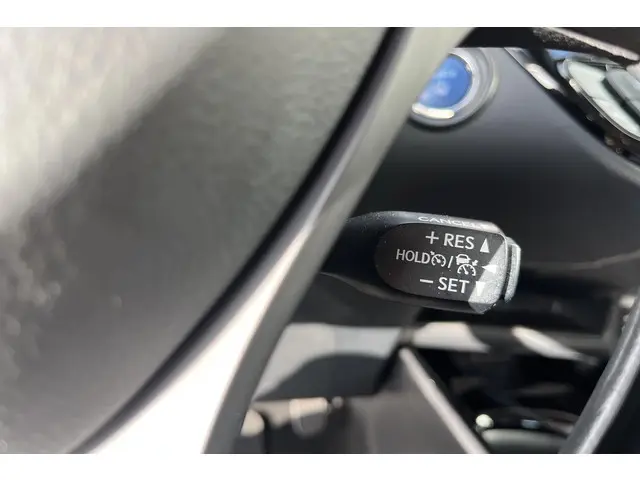 CANCEL
+ RES ▲
HOLD /
− SET ▼